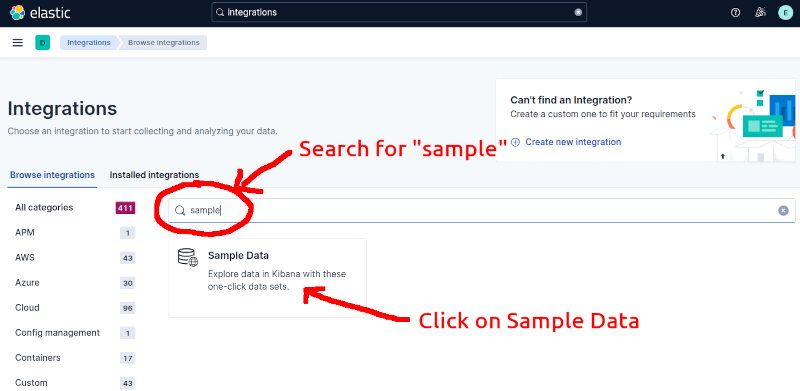 elastic
integrations
E
D
Integrations
Browse integrations
Integrations
Choose an integration to start collecting and analyzing your data.
Can't find an Integration?
Create a custom one to fit your requirements
Create new integration
Search for "sample"
Browse integrations
Installed integrations
All categories 411
APM 1
AWS 43
Azure 30
Cloud 96
Config management 1
Containers 17
Custom 43
sample
Sample Data
Explore data in Kibana with these
one-click data sets.
Click on Sample Data